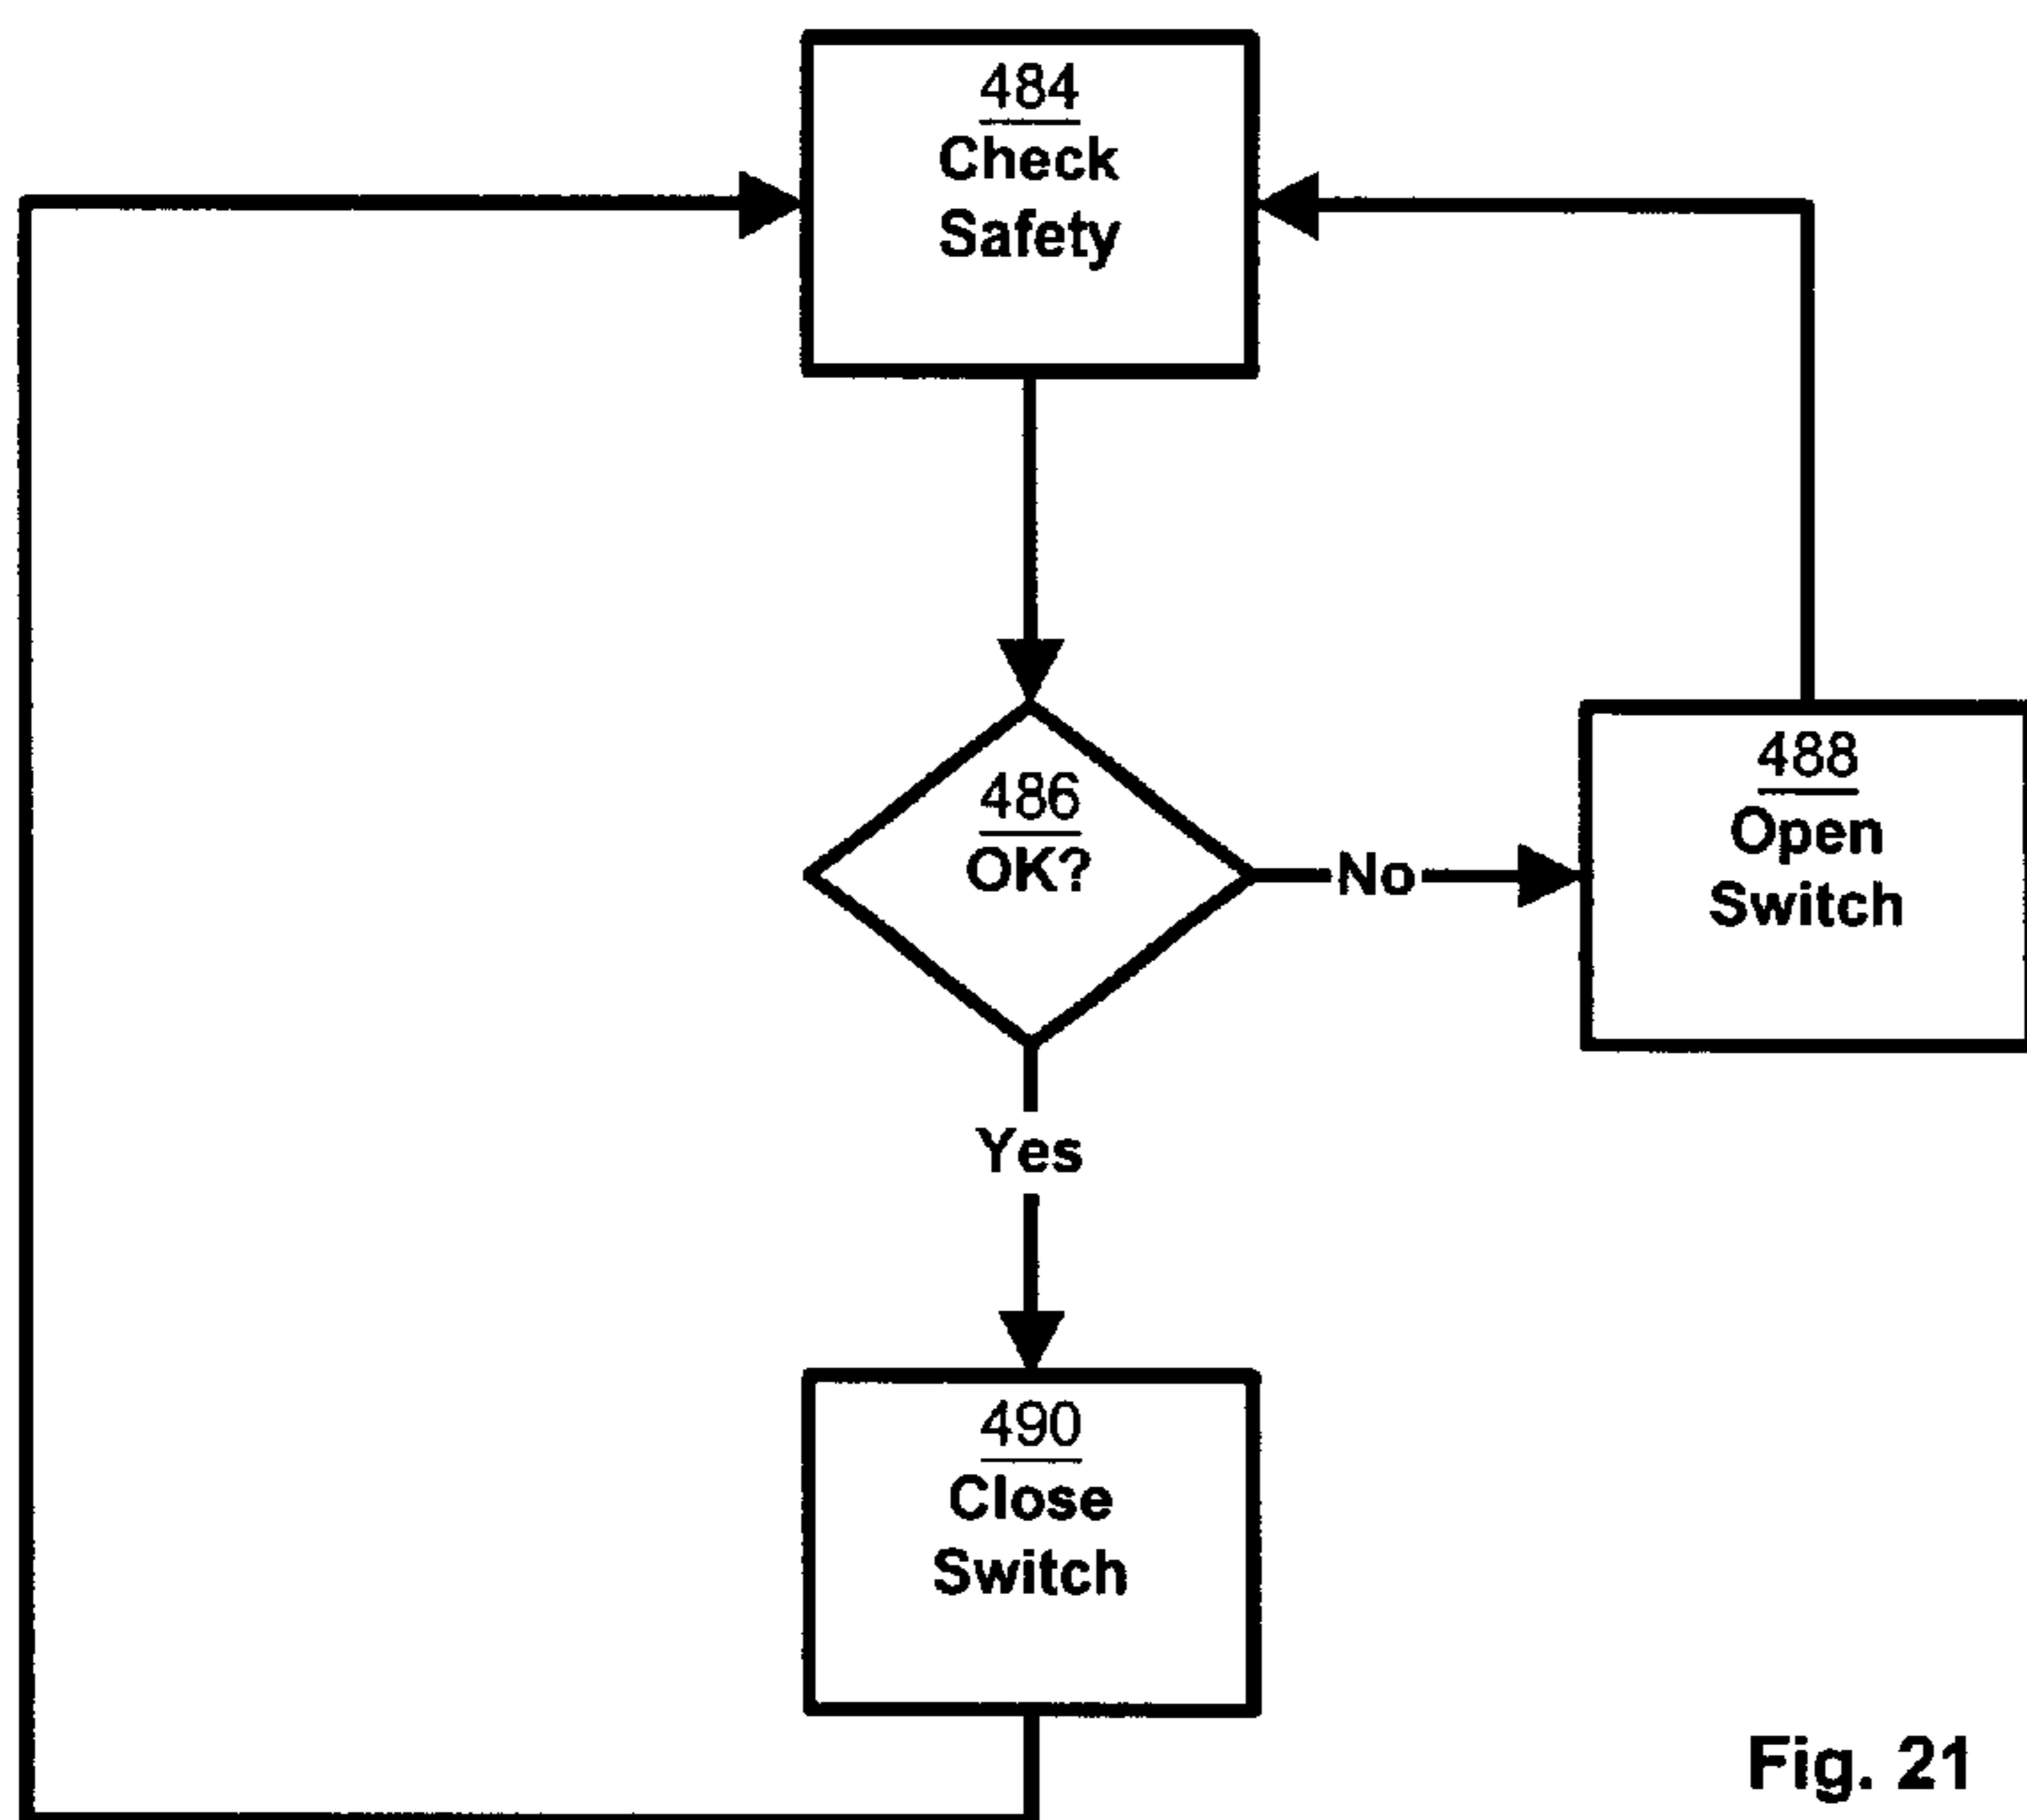 484
Check
Safety
486
OK?
No
488
Open
Switch
Yes
490
Close
Switch
Fig. 21